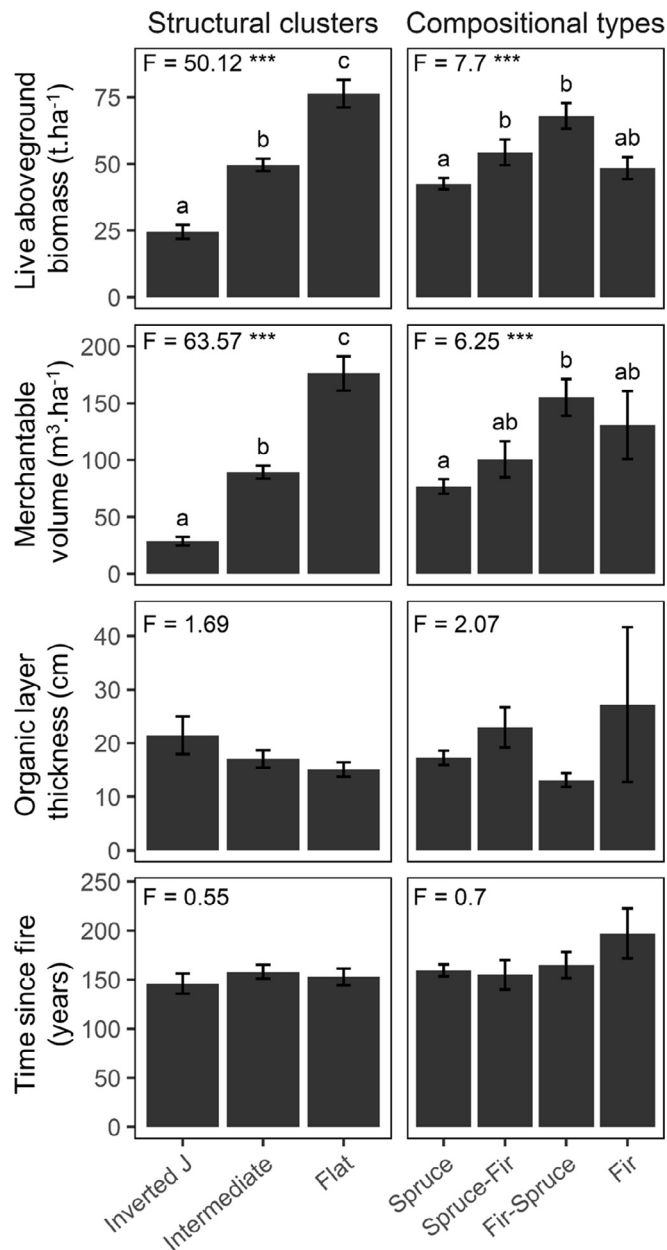 Structural clusters
Compositional types
Live aboveground
biomass (t.ha⁻¹)
F = 50.12 ***
a
b
c
F = 7.7 ***
a
b
b
ab
75
50
25
0
Merchantable
volume (m³.ha⁻¹)
F = 63.57 ***
a
b
c
F = 6.25 ***
a
ab
b
ab
200
150
100
50
0
Organic layer
thickness (cm)
F = 1.69
F = 2.07
40
30
20
10
0
Time since fire
(years)
F = 0.55
F = 0.7
250
200
150
100
50
0
Inverted J
Intermediate
Flat
Spruce
Spruce-Fir
Fir-Spruce
Fir